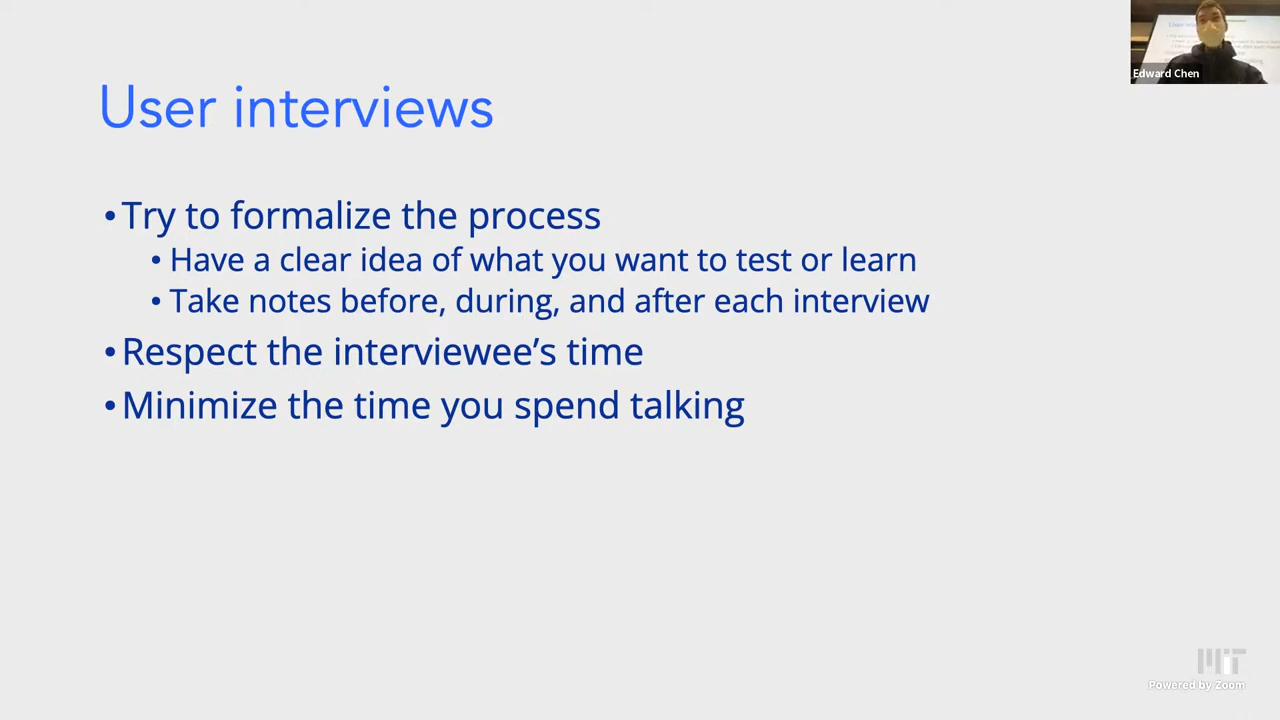 User interviews
•Try to formalize the process
•Have a clear idea of what you want to test or learn
•Take notes before, during, and after each interview
•Respect the interviewee's time
•Minimize the time you spend talking
Edward Chen
MIT
Powered by Zoom